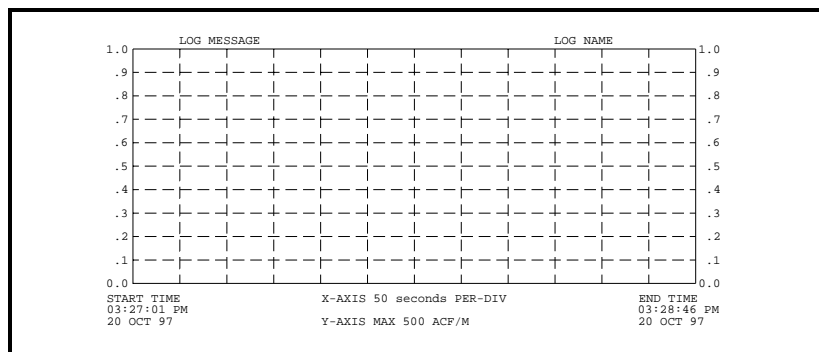 LOG MESSAGE LOG NAME
1.0 1.0
.9 .9
.8 .8
.7 .7
.6 .6
.5 .5
.4 .4
.3 .3
.2 .2
.1 .1
0.0 0.0
START TIME X-AXIS 50 seconds PER-DIV END TIME
03:27:01 PM 03:28:46 PM
20 OCT 97 Y-AXIS MAX 500 ACF/M 20 OCT 97